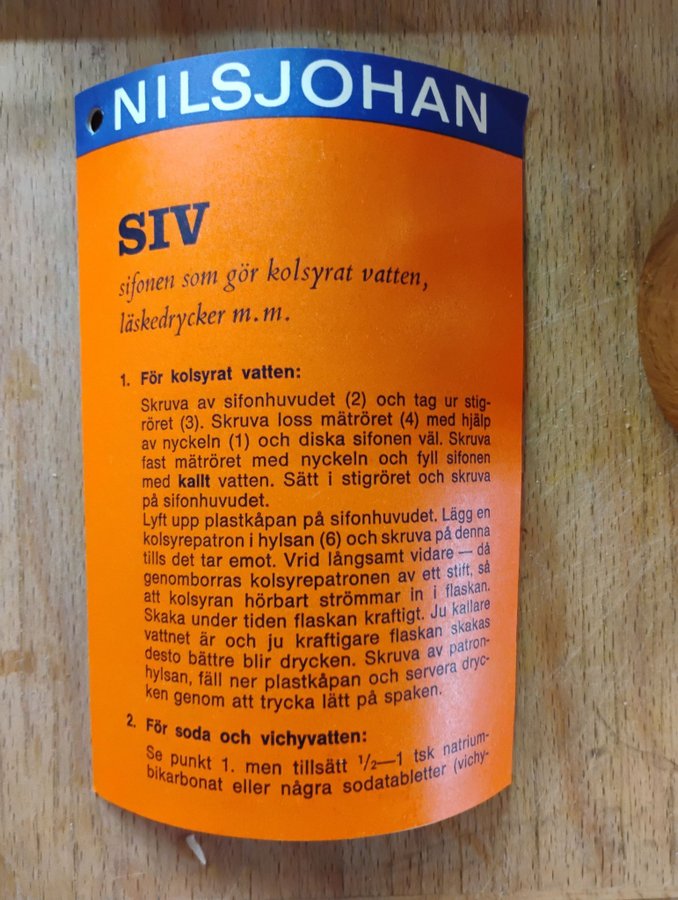 NILSJOHAN
SIV
sifonen som gör kolsyrat vatten,
läskedrycker m.m.
1. För kolsyrat vatten:
Skruva av sifonhuvudet (2) och tag ur stig-
röret (3). Skruva loss mätröret (4) med hjälp
av nyckeln (1) och diska sifonen väl. Skruva
fast mätröret med nyckeln och fyll sifonen
med kallt vatten. Sätt i stigröret och skruva
på sifonhuvudet.
Lyft upp plastkåpan på sifonhuvudet. Lägg en
kolsyrepatron i hylsan (6) och skruva på denna
tills det tar emot. Vrid långsamt vidare — då
genomborras kolsyrepatronen av ett stift, så
att kolsyran hörbart strömmar in i flaskan.
Skaka under tiden flaskan kraftigt. Ju kallare
vattnet är och ju kraftigare flaskan skakas
desto bättre blir drycken. Skruva av patron-
hylsan, fäll ner plastkåpan och servera dryc-
ken genom att trycka lätt på spaken.
2. För soda och vichyvatten:
Se punkt 1. men tillsätt ½—1 tsk natrium-
bikarbonat eller några sodatabletter (vichy-